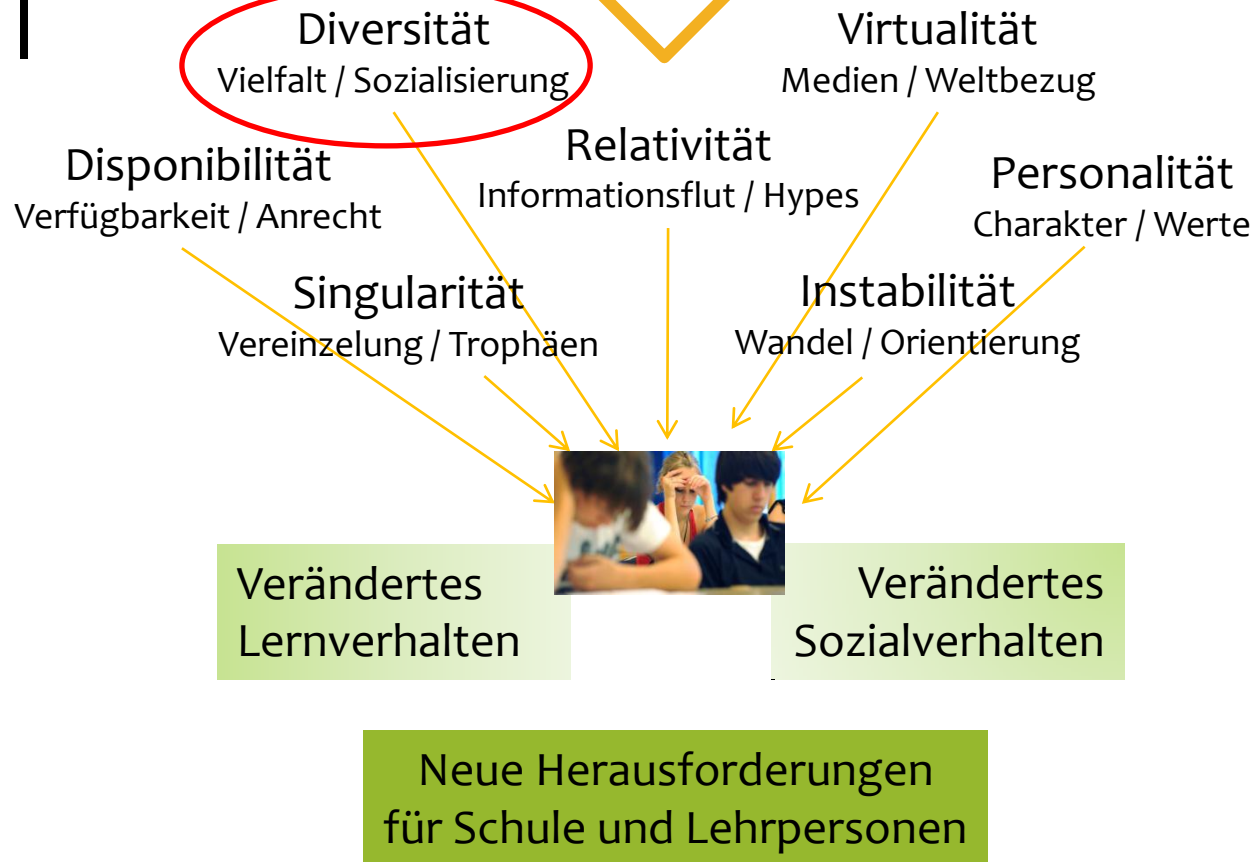 Diversität
Vielfalt / Sozialisierung
Virtualität
Medien / Weltbezug
Disponibilität
Verfügbarkeit / Anrecht
Relativität
Informationsflut / Hypes
Personalität
Charakter / Werte
Singularität
Vereinzelung / Trophäen
Instabilität
Wandel / Orientierung
Verändertes
Lernverhalten
Verändertes
Sozialverhalten
Neue Herausforderungen
für Schule und Lehrpersonen